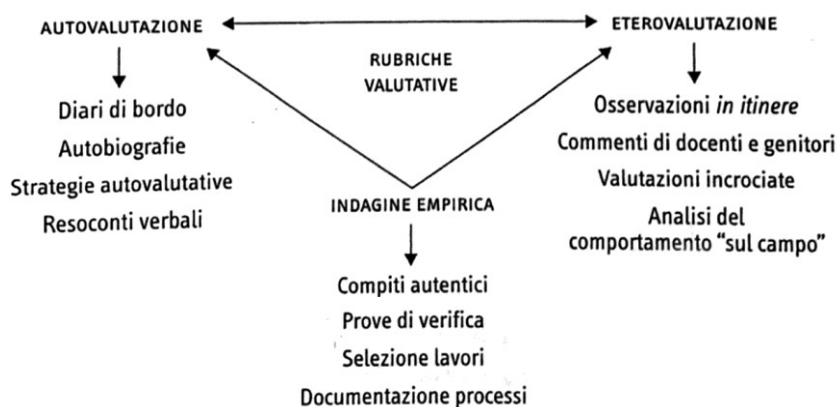 AUTOVALUTAZIONE
ETEROVALUTAZIONE
RUBRICHE
VALUTATIVE
Diari di bordo
Autobiografie
Strategie autovalutative
Resoconti verbali
Osservazioni in itinere
Commenti di docenti e genitori
Valutazioni incrociate
Analisi del
comportamento “sul campo”
INDAGINE EMPIRICA
Compiti autentici
Prove di verifica
Selezione lavori
Documentazione processi